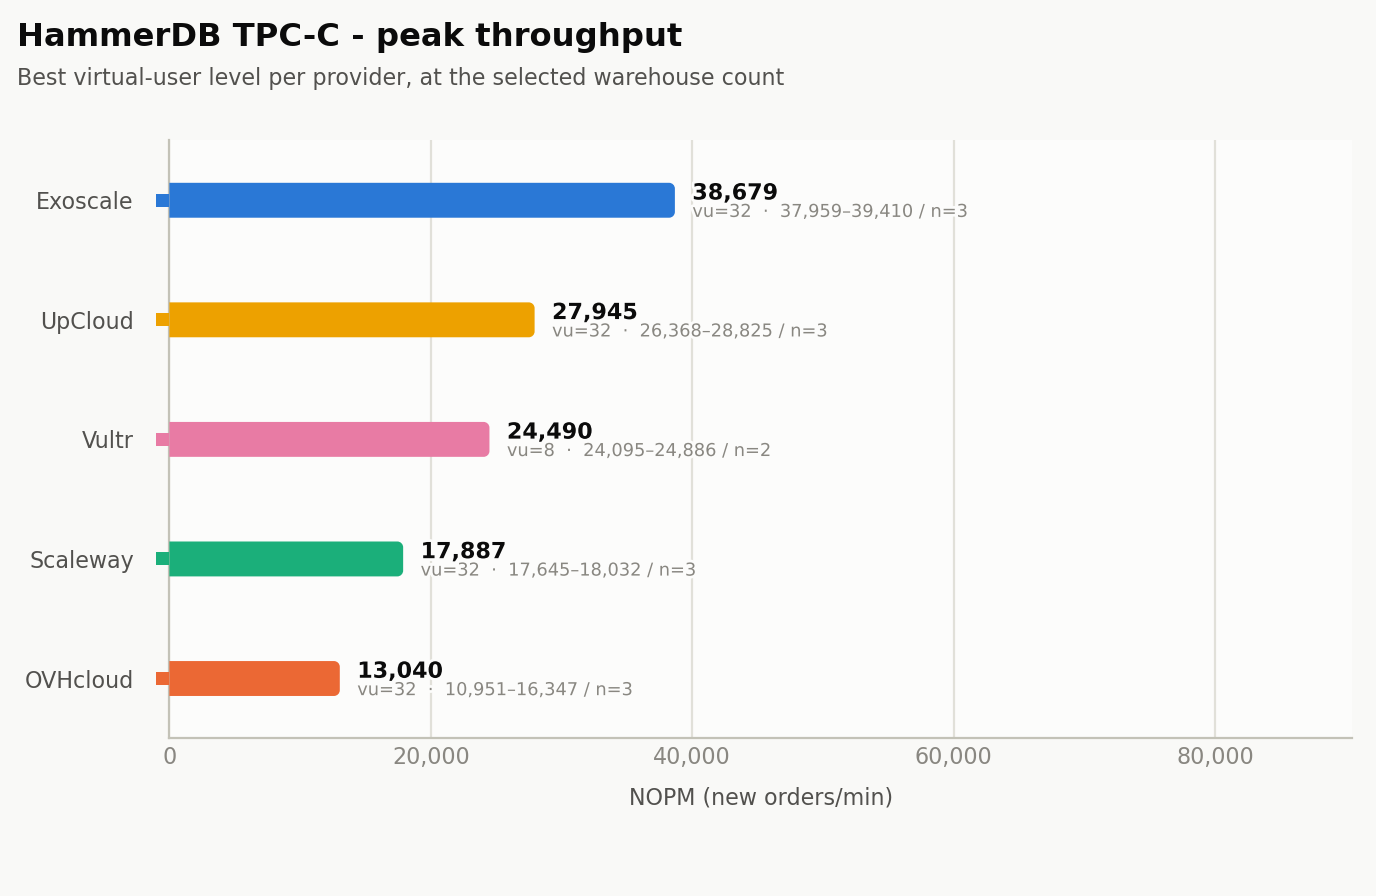 HammerDB TPC-C - peak throughput
Best virtual-user level per provider, at the selected warehouse count
Exoscale
38,679
vu=32 · 37,959–39,410 / n=3
UpCloud
27,945
vu=32 · 26,368–28,825 / n=3
Vultr
24,490
vu=8 · 24,095–24,886 / n=2
Scaleway
17,887
vu=32 · 17,645–18,032 / n=3
OVHcloud
13,040
vu=32 · 10,951–16,347 / n=3
0 20,000 40,000 60,000 80,000
NOPM (new orders/min)